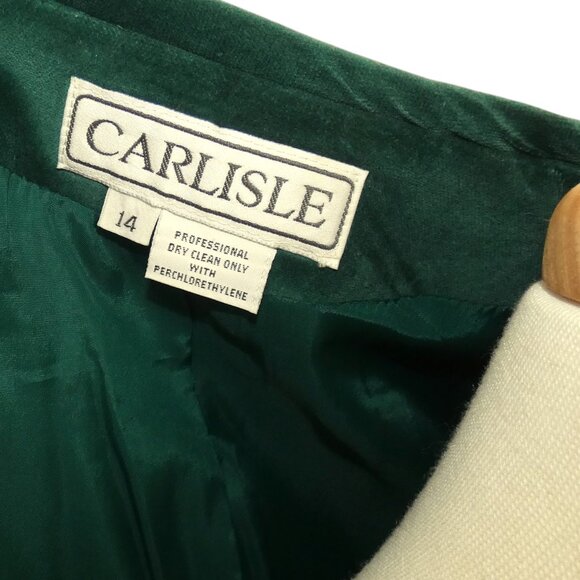 CARLISLE
14
PROFESSIONAL
DRY CLEAN ONLY
WITH
PERCHLORETHYLENE